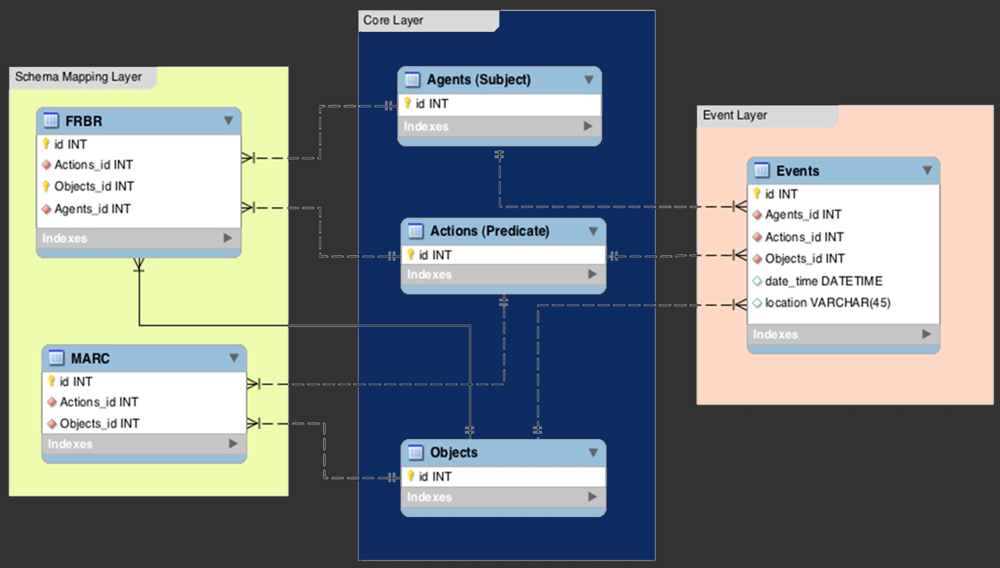 Core Layer
Schema Mapping Layer
Agents (Subject)
id INT
Indexes
FRBR
id INT
Actions_id INT
Objects_id INT
Agents_id INT
Indexes
Event Layer
Events
id INT
Agents_id INT
Actions_id INT
Objects_id INT
date_time DATETIME
location VARCHAR(45)
Indexes
Actions (Predicate)
id INT
Indexes
MARC
id INT
Actions_id INT
Objects_id INT
Indexes
Objects
id INT
Indexes